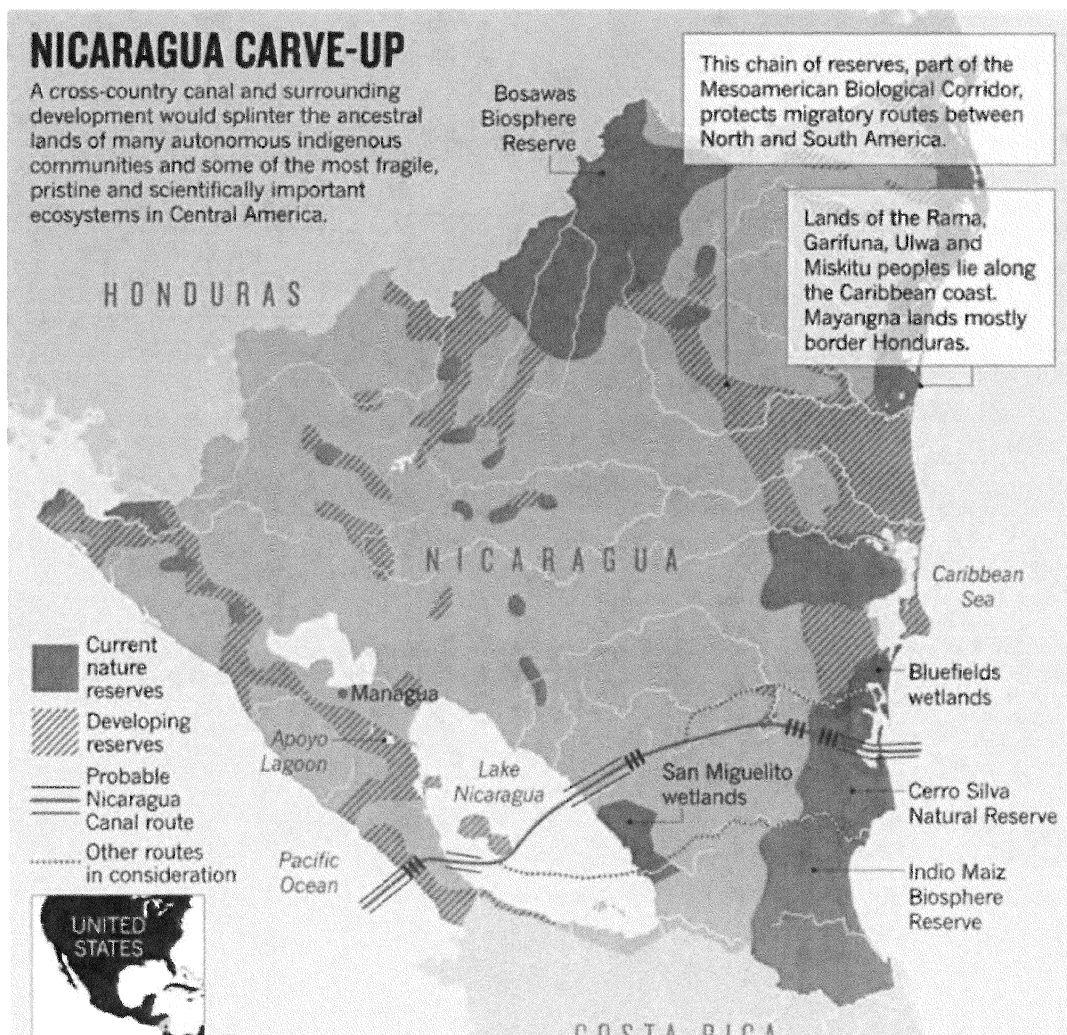 NICARAGUA CARVE-UP
A cross-country canal and surrounding
development would splinter the ancestral
lands of many autonomous indigenous
communities and some of the most fragile,
pristine and scientifically important
ecosystems in Central America.
Bosawas
Biosphere
Reserve
This chain of reserves, part of the
Mesoamerican Biological Corridor,
protects migratory routes between
North and South America.
Lands of the Rama,
Garifuna, Ulwa and
Miskitu peoples lie along
the Caribbean coast.
Mayangna lands mostly
border Honduras.
HONDURAS
NICARAGUA
Caribbean
Sea
Current
nature
reserves
Developing
reserves
Probable
Nicaragua
Canal route
Other routes
in consideration
Managua
Apoyo
Lagoon
Lake
Nicaragua
San Miguelito
wetlands
Bluefields
wetlands
Cerro Silva
Natural Reserve
Pacific
Ocean
Indio Maiz
Biosphere
Reserve
UNITED
STATES
COSTA RICA